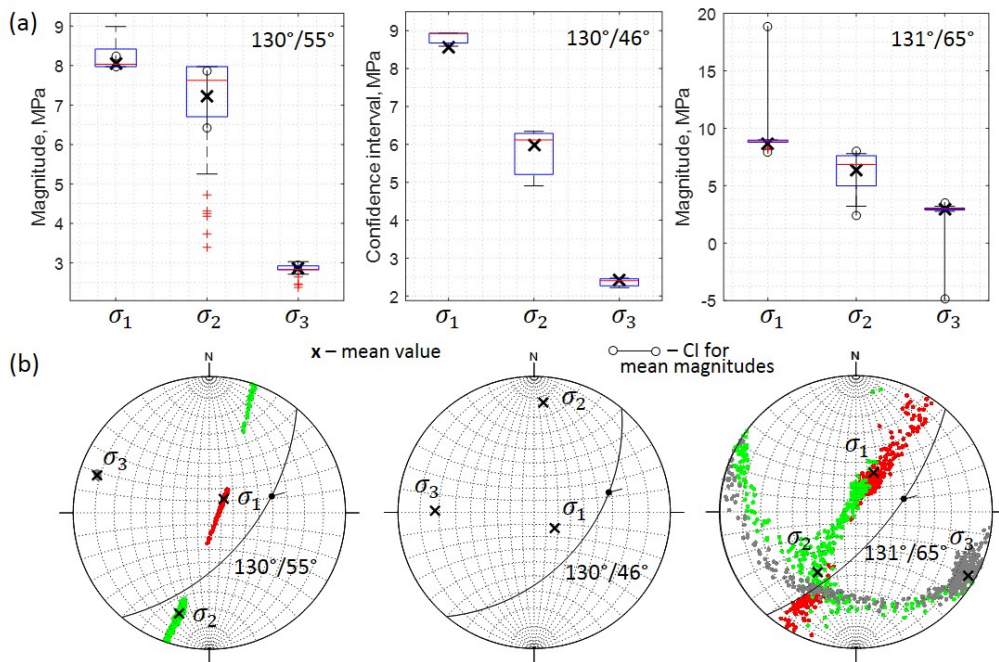 (a)
Magnitude, MPa
9
8
7
6
5
4
3
130°/55°
σ1 σ2 σ3
Confidence interval, MPa
9
8
7
6
5
4
3
2
130°/46°
σ1 σ2 σ3
Magnitude, MPa
20
15
10
5
0
-5
131°/65°
σ1 σ2 σ3
x – mean value
– CI for
mean magnitudes
(b)
N
σ3
σ1
130°/55°
σ2
N
σ2
σ3
σ1
130°/46°
N
σ1
σ2
131°/65°
σ3